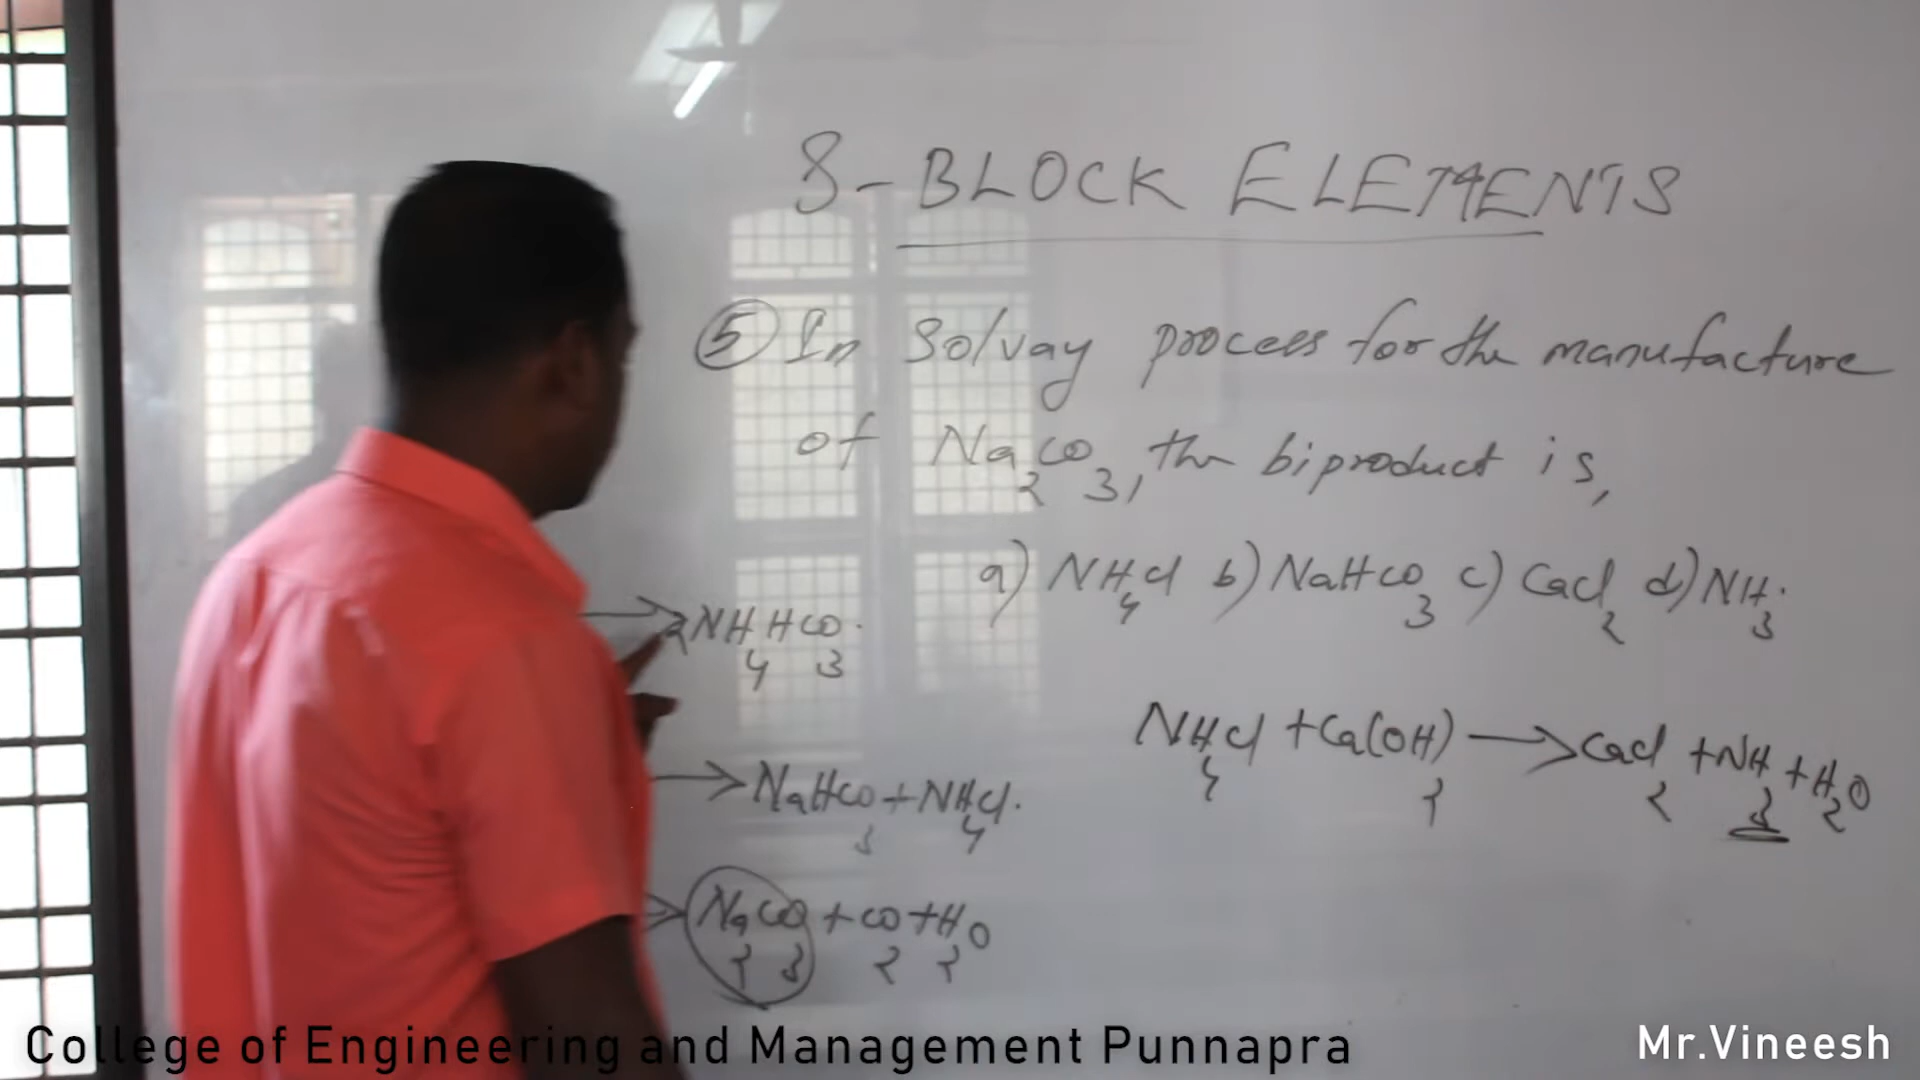 S-BLOCK ELEMENTS
⑤ In Solvay process for the manufacture
of Na₂CO₃, the biproduct is,
a) NH₄Cl b) NaHCO₃ c) CaCl₂ d) NH₃.
→ 2NH₄HCO₃.
NH₄Cl + Ca(OH)₂ → CaCl₂ + NH₃ + H₂O
→ NaHCO₃ + NH₄Cl.
→ Na₂CO₃ + CO₂ + H₂O
College of Engineering and Management Punnapra
Mr.Vineesh